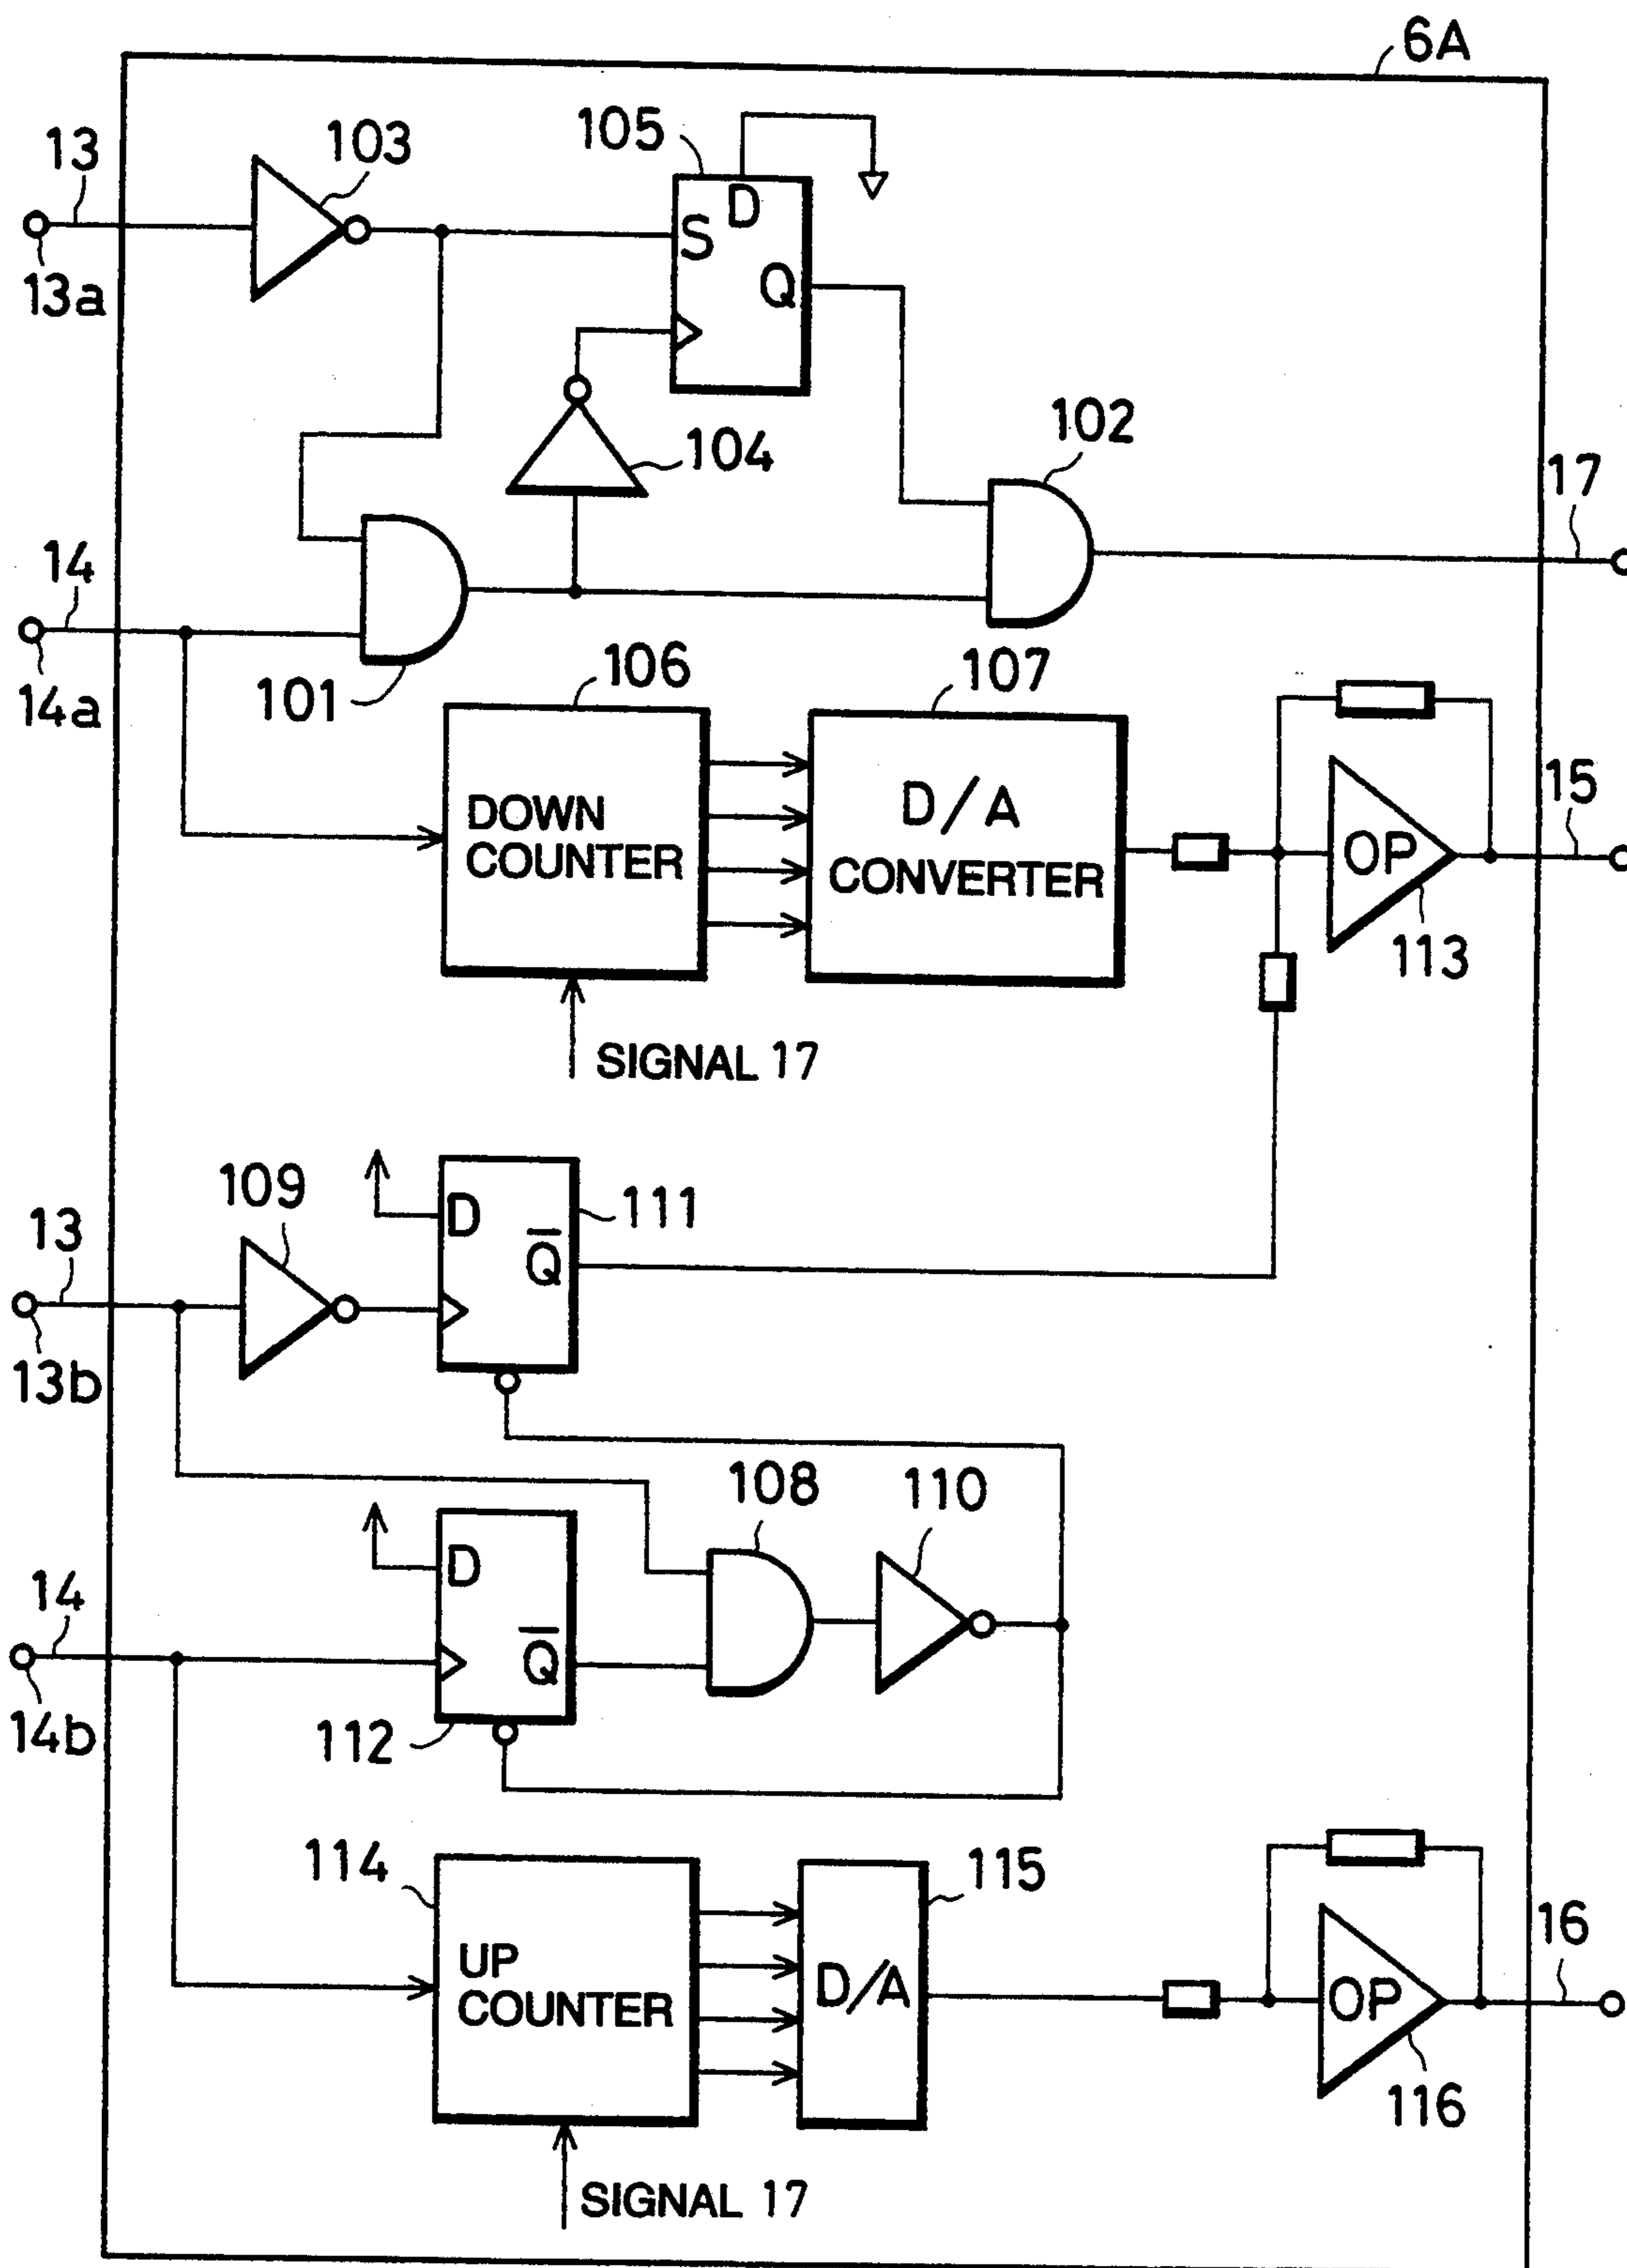 6A
13
103
105
D
S
Q
13a
104
102
17
14
14a
101
106
107
DOWN
COUNTER
D/A
CONVERTER
OP
15
113
SIGNAL 17
109
D
Q̅
111
13
13b
108
110
14
D
Q̅
14b
112
114
115
UP
COUNTER
D/A
OP
16
116
SIGNAL 17